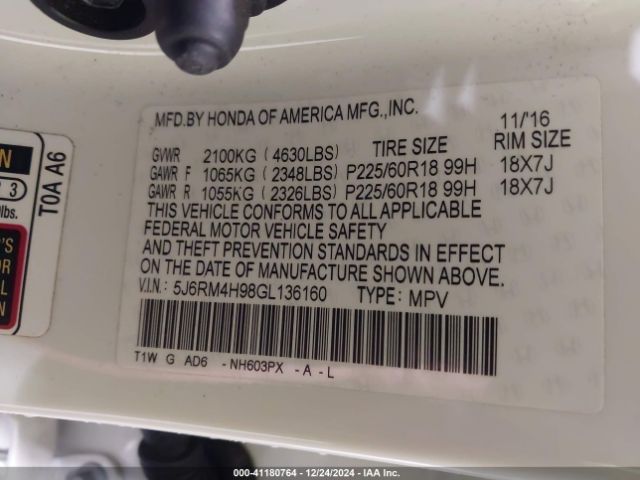 MFD.BY HONDA OF AMERICA MFG.,INC. 11/'16
GVWR 2100KG ( 4630LBS) TIRE SIZE RIM SIZE
GAWR F 1065KG ( 2348LBS) P225/60R18 99H 18X7J
GAWR R 1055KG ( 2326LBS) P225/60R18 99H 18X7J
THIS VEHICLE CONFORMS TO ALL APPLICABLE
FEDERAL MOTOR VEHICLE SAFETY
AND THEFT PREVENTION STANDARDS IN EFFECT
ON THE DATE OF MANUFACTURE SHOWN ABOVE.
V.I.N: 5J6RM4H98GL136160 TYPE: MPV
T1W G AD6 - NH603PX - A - L
T0A A6
3
lbs.
000-41180764 • 12/24/2024 • IAA Inc.